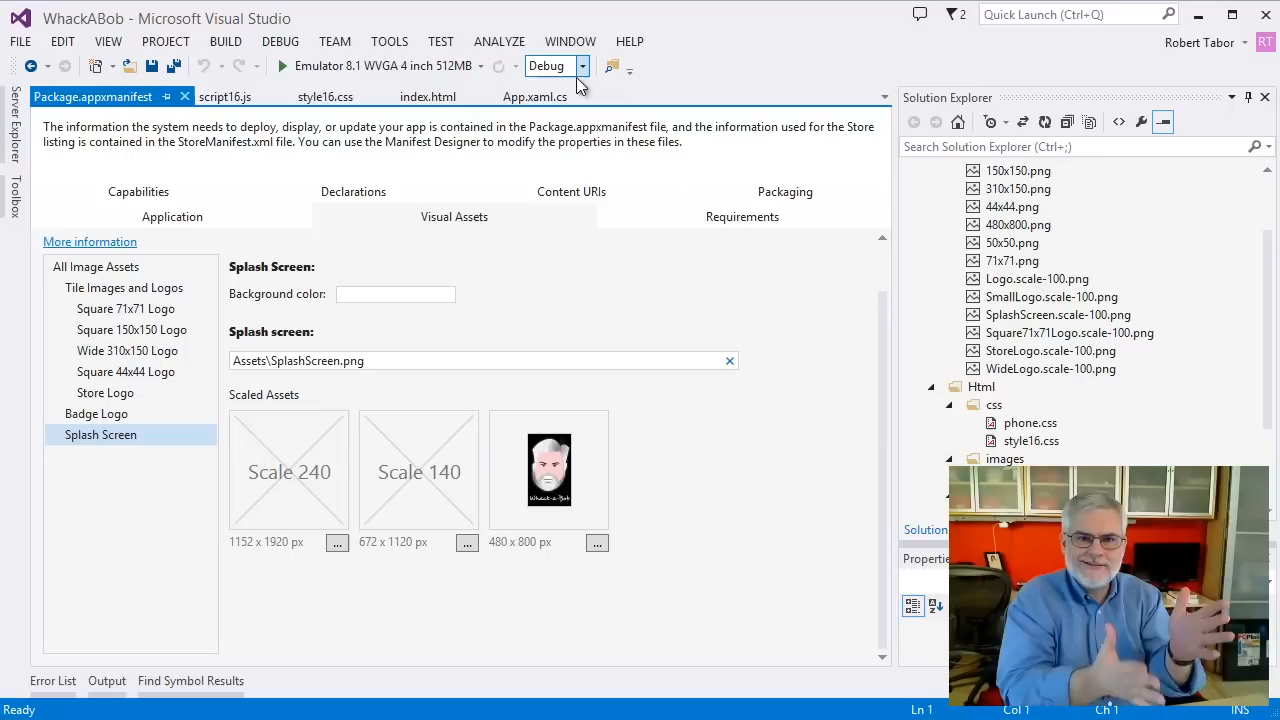 WhackABob - Microsoft Visual Studio
2
Quick Launch (Ctrl+Q)
FILE EDIT VIEW PROJECT BUILD DEBUG TEAM TOOLS TEST ANALYZE WINDOW HELP
Robert Tabor
RT
Emulator 8.1 WVGA 4 inch 512MB
Debug
Server Explorer
Toolbox
Package.appxmanifest script16.js style16.css index.html App.xaml.cs
The information the system needs to deploy, display, or update your app is contained in the Package.appxmanifest file, and the information used for the Store
listing is contained in the StoreManifest.xml file. You can use the Manifest Designer to modify the properties in these files.
Capabilities Declarations Content URIs Packaging
Application Visual Assets Requirements
More information
All Image Assets
Tile Images and Logos
Square 71x71 Logo
Square 150x150 Logo
Wide 310x150 Logo
Square 44x44 Logo
Store Logo
Badge Logo
Splash Screen
Splash Screen:
Background color:
Splash screen:
Assets\SplashScreen.png
Scaled Assets
Scale 240
Scale 140
Whack-a-Bob
1152 x 1920 px
...
672 x 1120 px
...
480 x 800 px
...
Solution Explorer
Search Solution Explorer (Ctrl+;)
150x150.png
310x150.png
44x44.png
480x800.png
50x50.png
71x71.png
Logo.scale-100.png
SmallLogo.scale-100.png
SplashScreen.scale-100.png
Square71x71Logo.scale-100.png
StoreLogo.scale-100.png
WideLogo.scale-100.png
Html
css
phone.css
style16.css
images
Solution
Properti
Error List Output Find Symbol Results
Ready
Ln 1 Col 1 Ch 1 INS